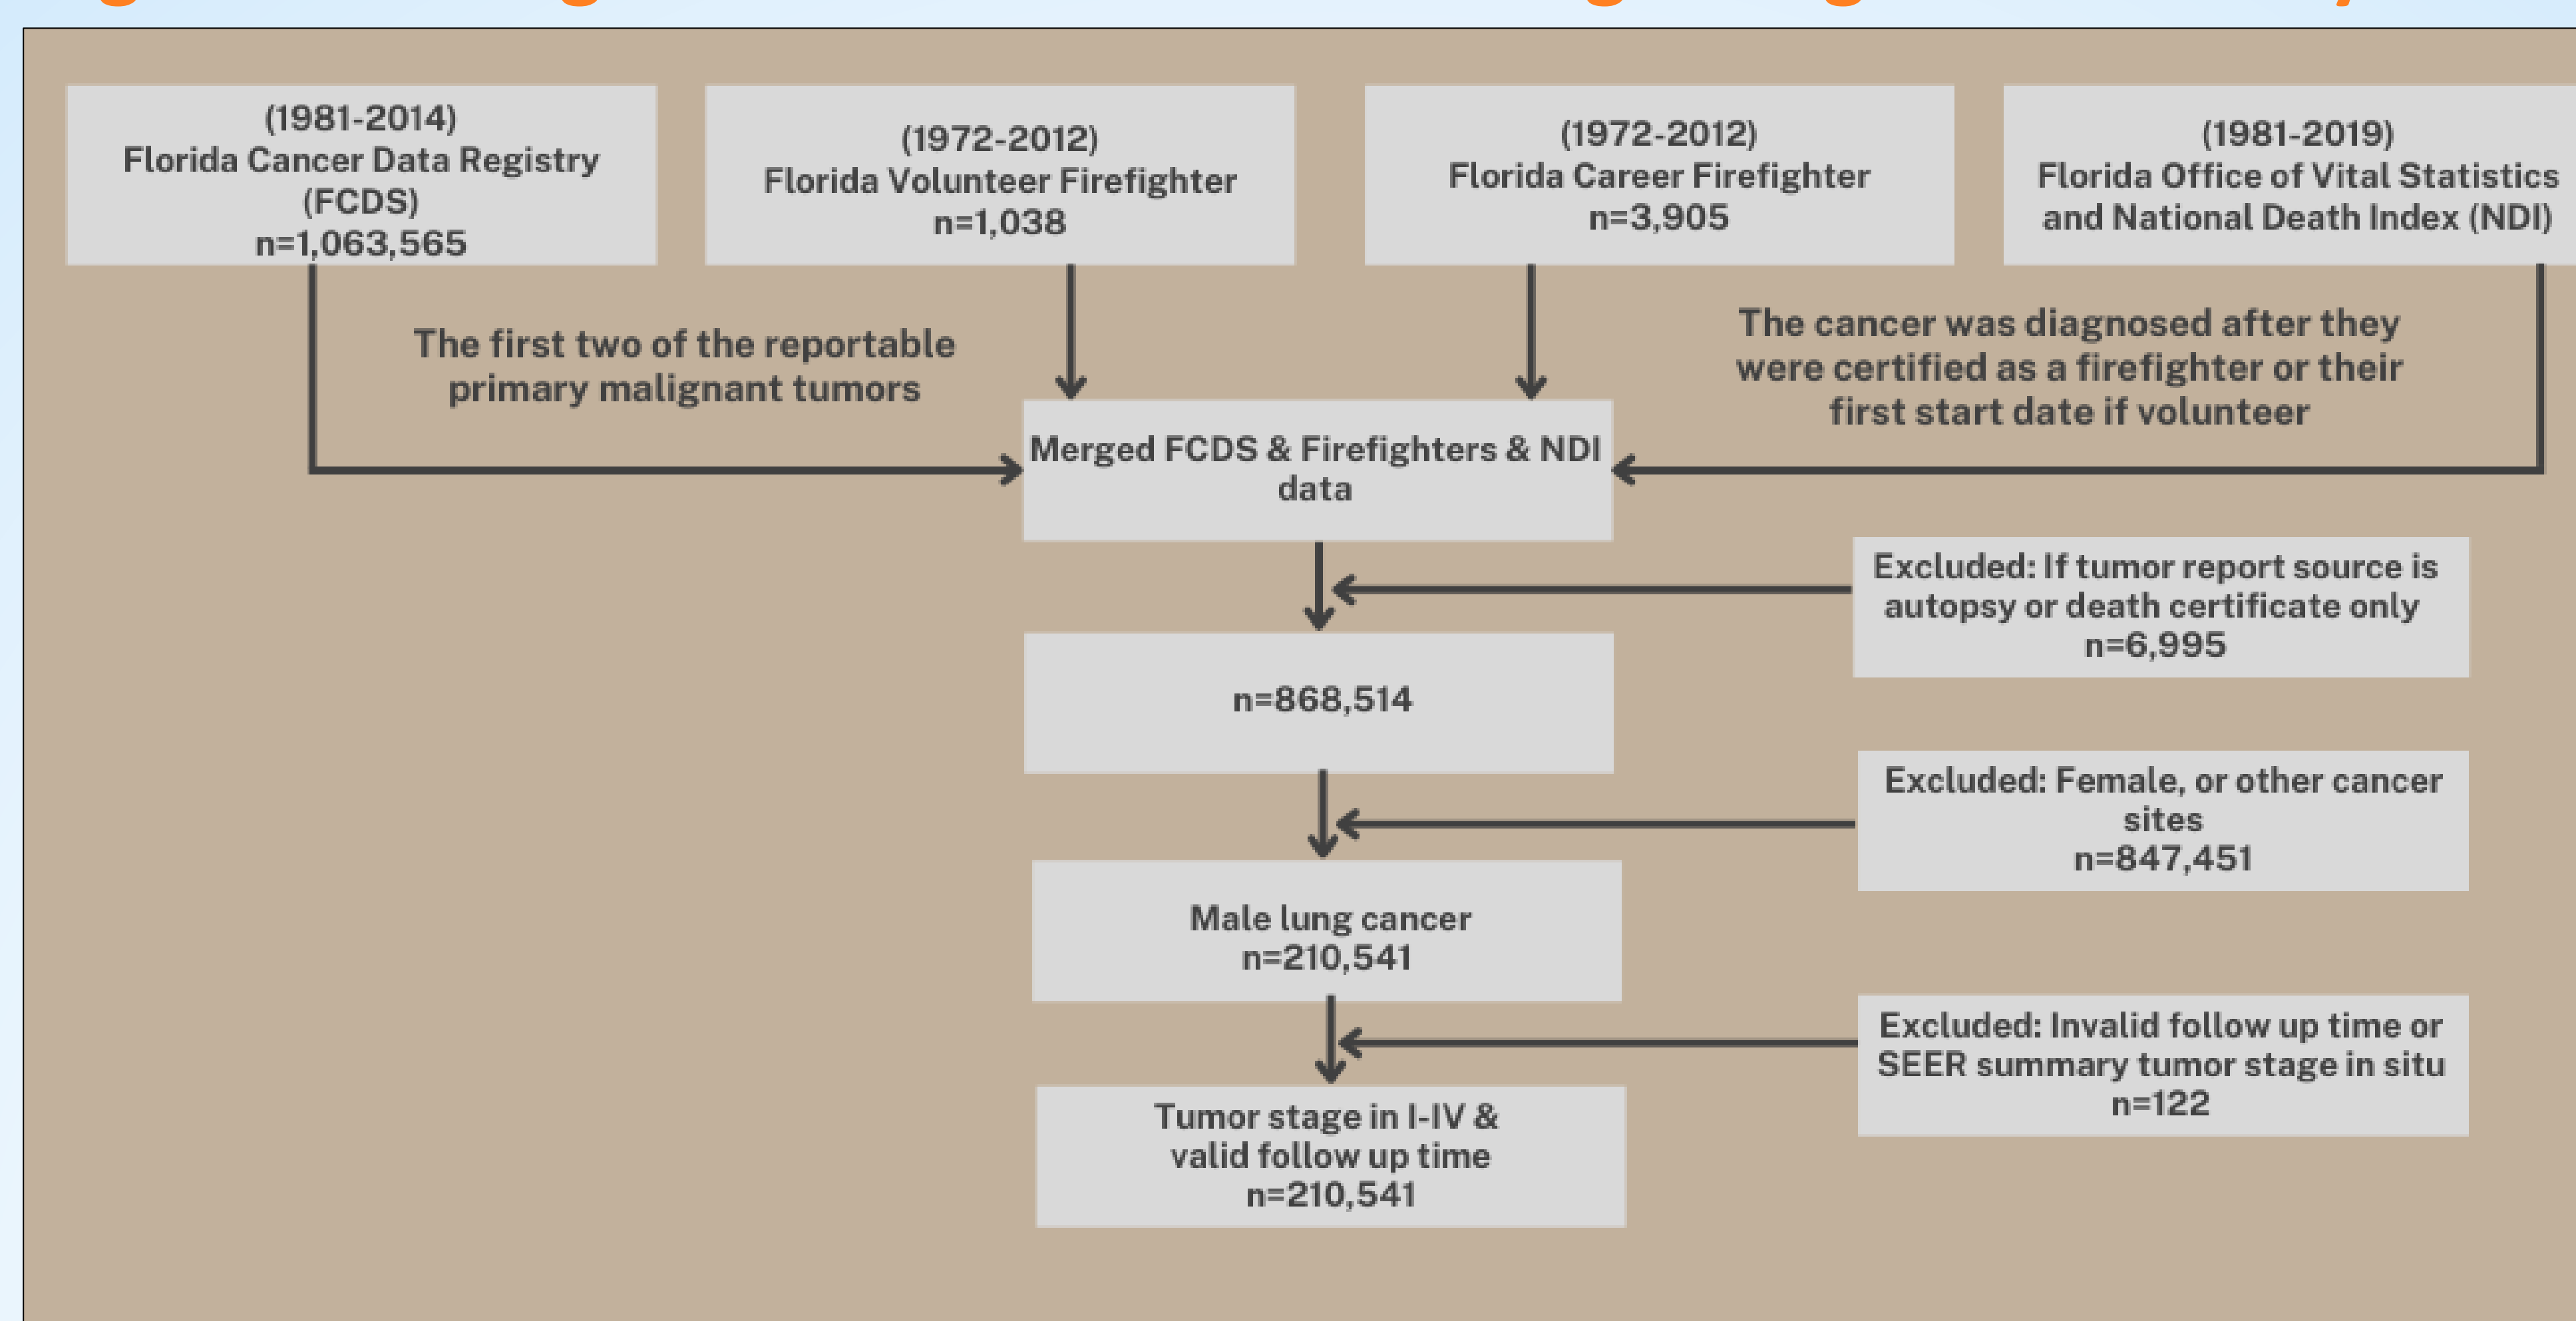 (1981-2014)
Florida Cancer Data Registry
(FCDS)
n=1,063,565
(1972-2012)
Florida Volunteer Firefighter
n=1,038
(1972-2012)
Florida Career Firefighter
n=3,905
(1981-2019)
Florida Office of Vital Statistics
and National Death Index (NDI)
The first two of the reportable
primary malignant tumors
The cancer was diagnosed after they
were certified as a firefighter or their
first start date if volunteer
Merged FCDS & Firefighters & NDI
data
Excluded: If tumor report source is
autopsy or death certificate only
n=6,995
n=868,514
Excluded: Female, or other cancer
sites
n=847,451
Male lung cancer
n=210,541
Excluded: Invalid follow up time or
SEER summary tumor stage in situ
n=122
Tumor stage in I-IV &
valid follow up time
n=210,541